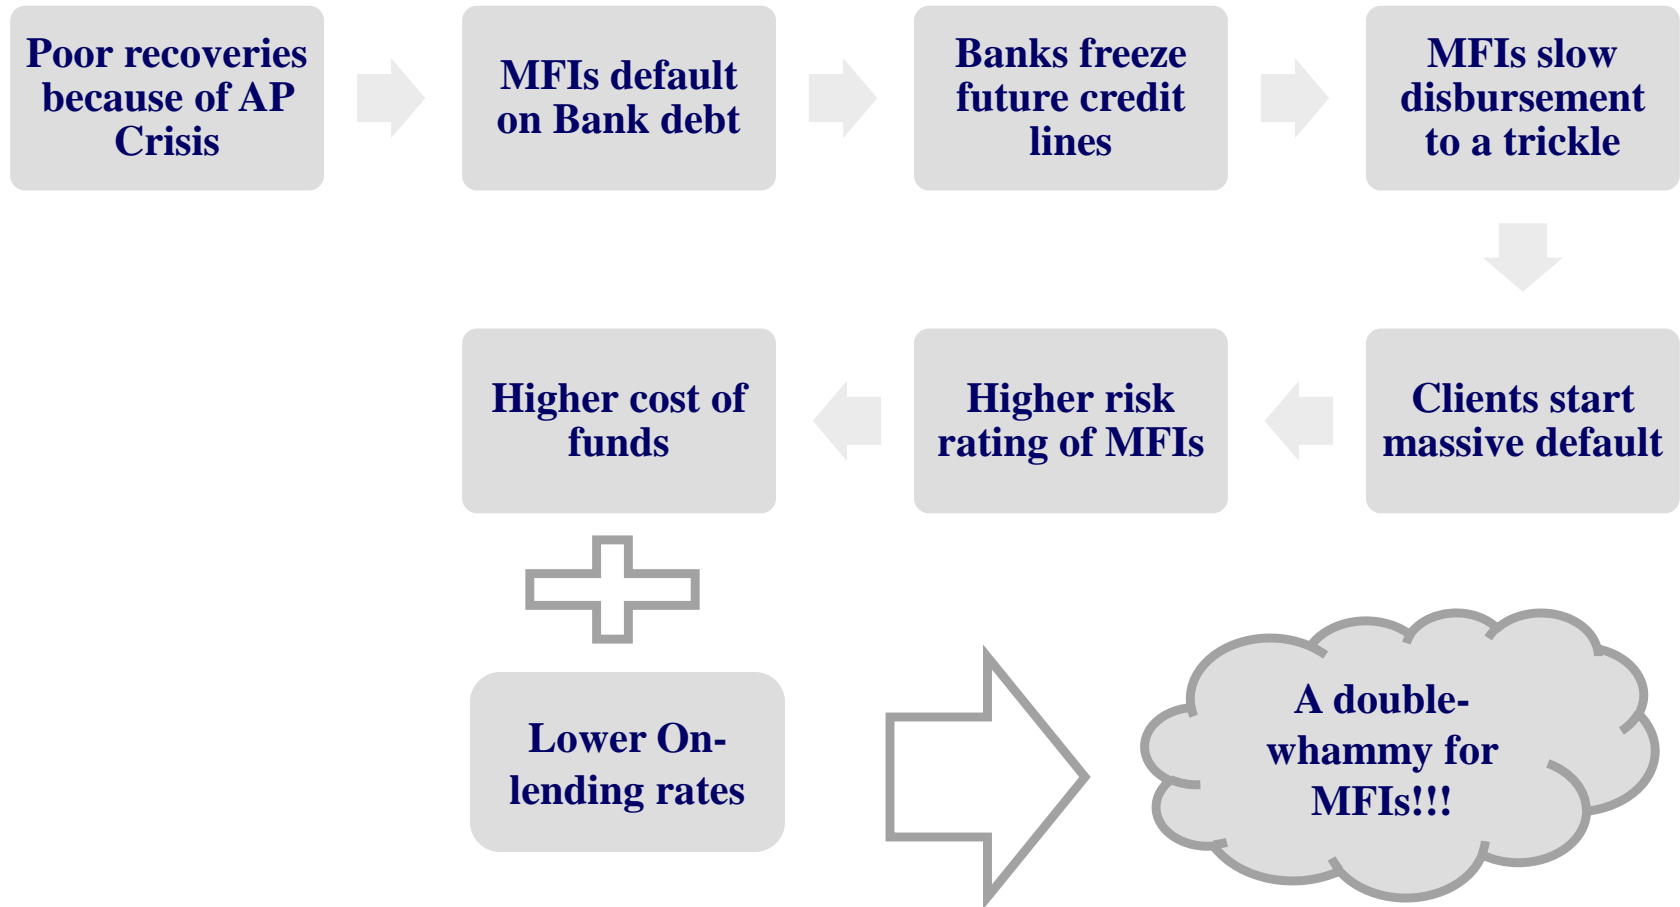 Poor recoveries
because of AP
Crisis
MFIs default
on Bank debt
Banks freeze
future credit
lines
MFIs slow
disbursement
to a trickle
Clients start
massive default
Higher risk
rating of MFIs
Higher cost of
funds
Lower On-
lending rates
A double-
whammy for
MFIs!!!